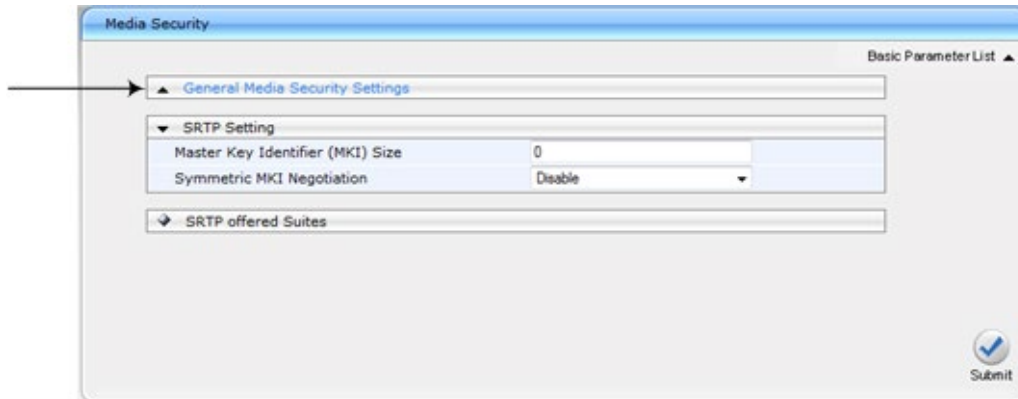 Media Security
Basic Parameter List
General Media Security Settings
SRTP Setting
Master Key Identifier (MKI) Size 0
Symmetric MKI Negotiation Disable
SRTP offered Suites
Submit